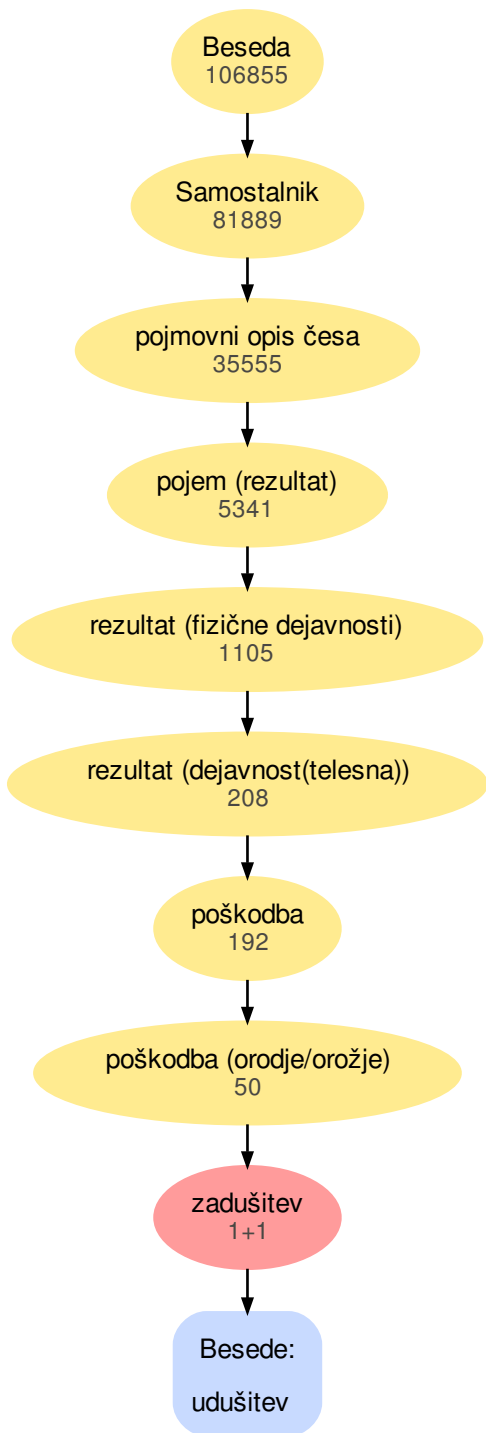 Beseda
106855
Samostalnik
81889
pojmovni opis česa
35555
pojem (rezultat)
5341
rezultat (fizične dejavnosti)
1105
rezultat (dejavnost(telesna))
208
poškodba
192
poškodba (orodje/orožje)
50
zadušitev
1+1
Besede:
udušitev